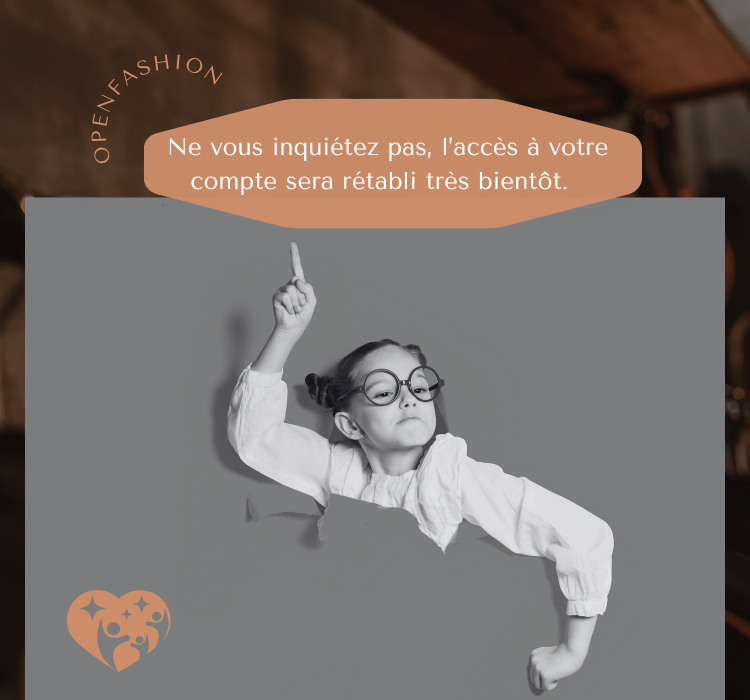 OPENFASHION
Ne vous inquiétez pas, l'accès à votre
compte sera rétabli très bientôt.